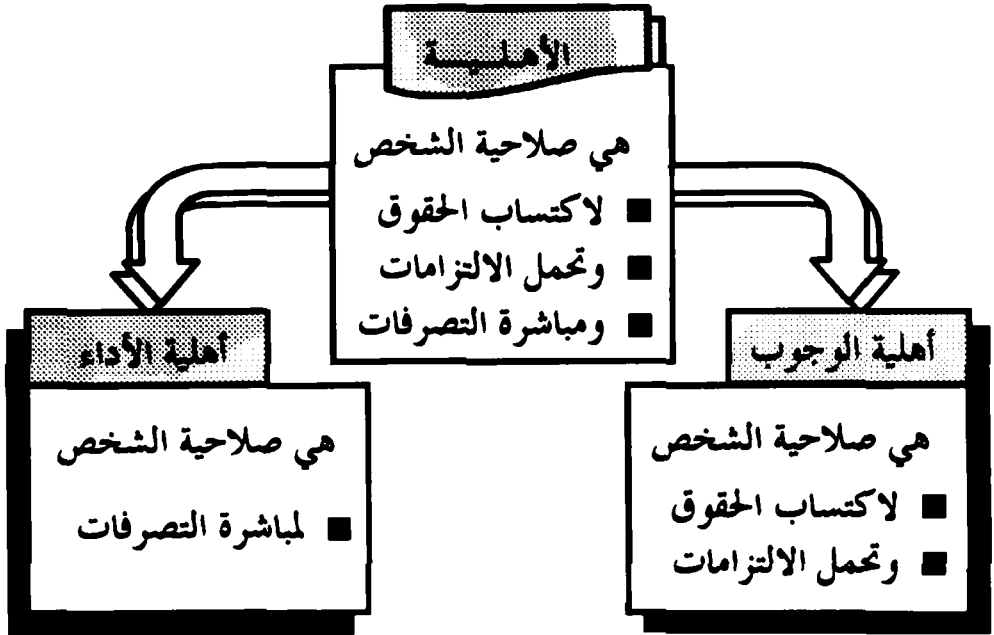 الأهلية
هي صلاحية الشخص
■ لاكتساب الحقوق
■ وتحمل الالتزامات
■ ومباشرة التصرفات
أهلية الوجوب
هي صلاحية الشخص
■ لاكتساب الحقوق
■ وتحمل الالتزامات
أهلية الأداء
هي صلاحية الشخص
■ لمباشرة التصرفات